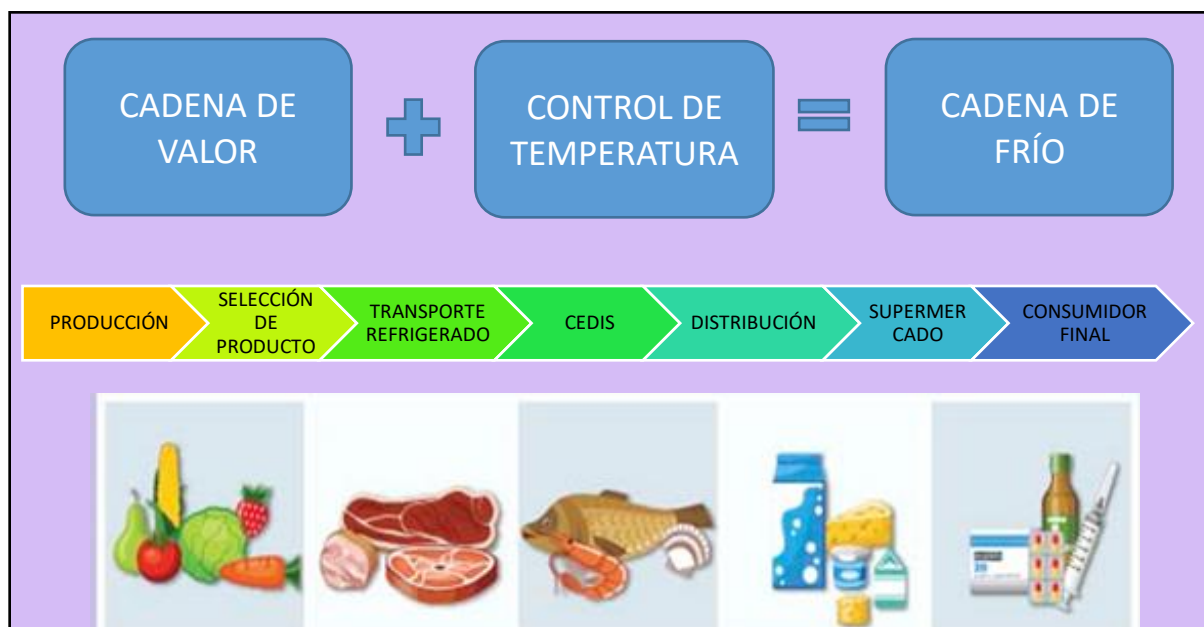 CADENA DE
VALOR
CONTROL DE
TEMPERATURA
CADENA DE
FRÍO
PRODUCCIÓN
SELECCIÓN
DE
PRODUCTO
TRANSPORTE
REFRIGERADO
CEDIS
DISTRIBUCIÓN
SUPERMER
CADO
CONSUMIDOR
FINAL